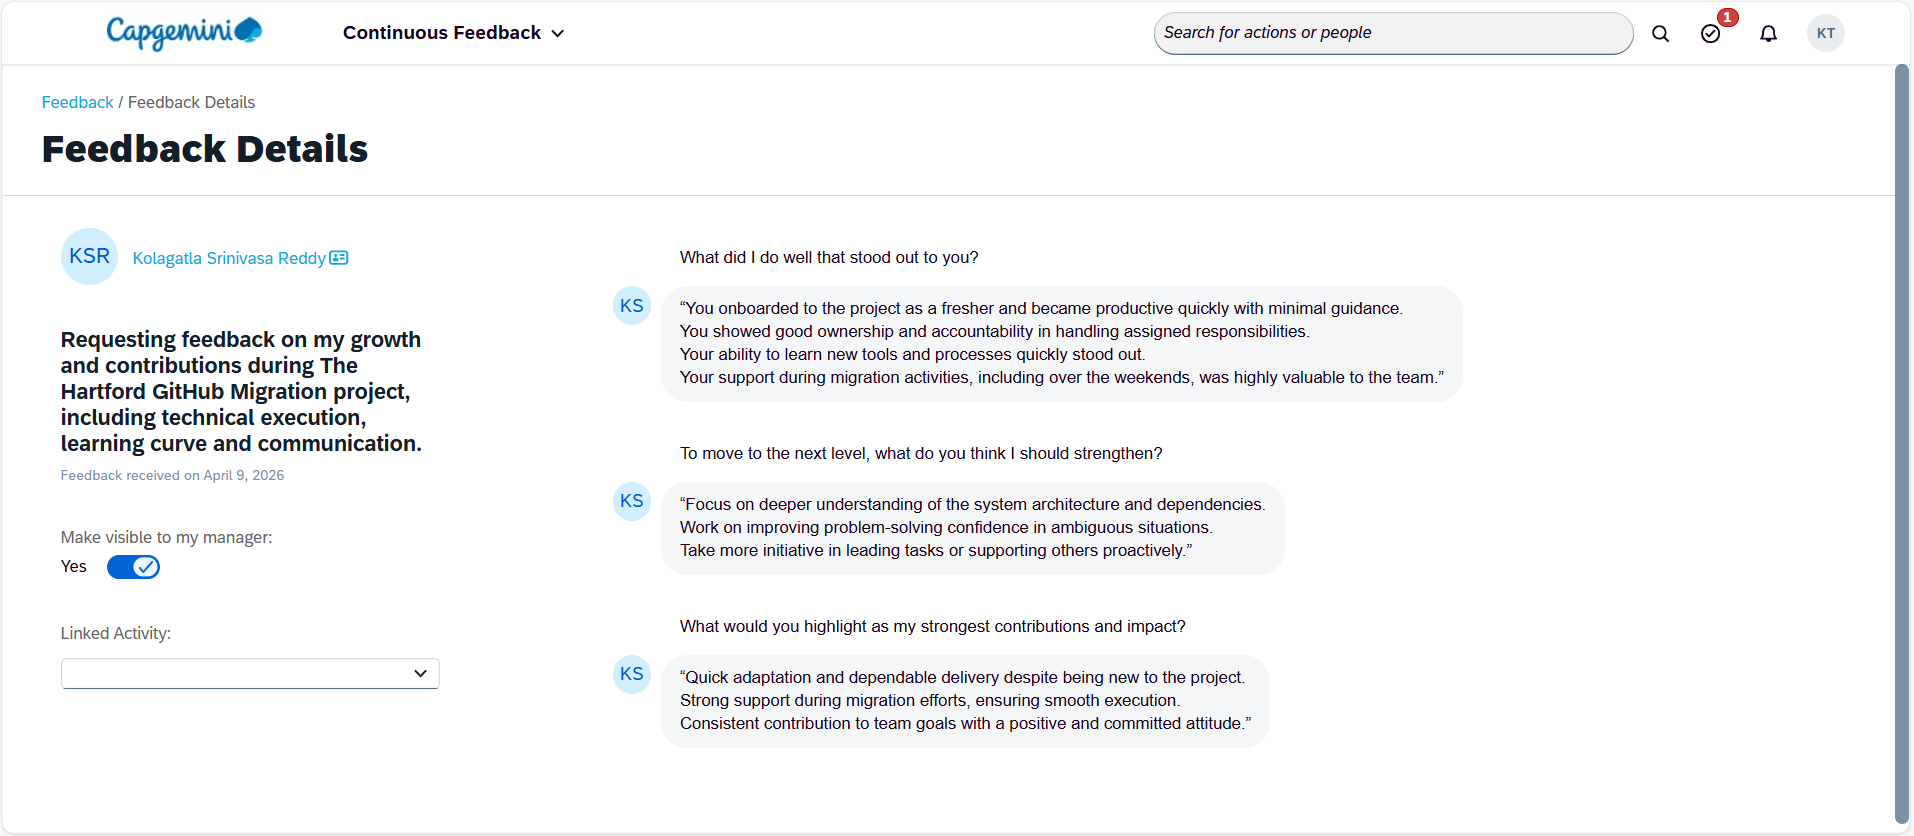 Capgemini
Continuous Feedback
Search for actions or people
1
KT
Feedback / Feedback Details
Feedback Details
KSR
Kolagatla Srinivasa Reddy
Requesting feedback on my growth
and contributions during The
Hartford GitHub Migration project,
including technical execution,
learning curve and communication.
Feedback received on April 9, 2026
Make visible to my manager:
Yes
Linked Activity:
What did I do well that stood out to you?
KS
“You onboarded to the project as a fresher and became productive quickly with minimal guidance.
You showed good ownership and accountability in handling assigned responsibilities.
Your ability to learn new tools and processes quickly stood out.
Your support during migration activities, including over the weekends, was highly valuable to the team.”
To move to the next level, what do you think I should strengthen?
KS
“Focus on deeper understanding of the system architecture and dependencies.
Work on improving problem-solving confidence in ambiguous situations.
Take more initiative in leading tasks or supporting others proactively.”
What would you highlight as my strongest contributions and impact?
KS
“Quick adaptation and dependable delivery despite being new to the project.
Strong support during migration efforts, ensuring smooth execution.
Consistent contribution to team goals with a positive and committed attitude.”